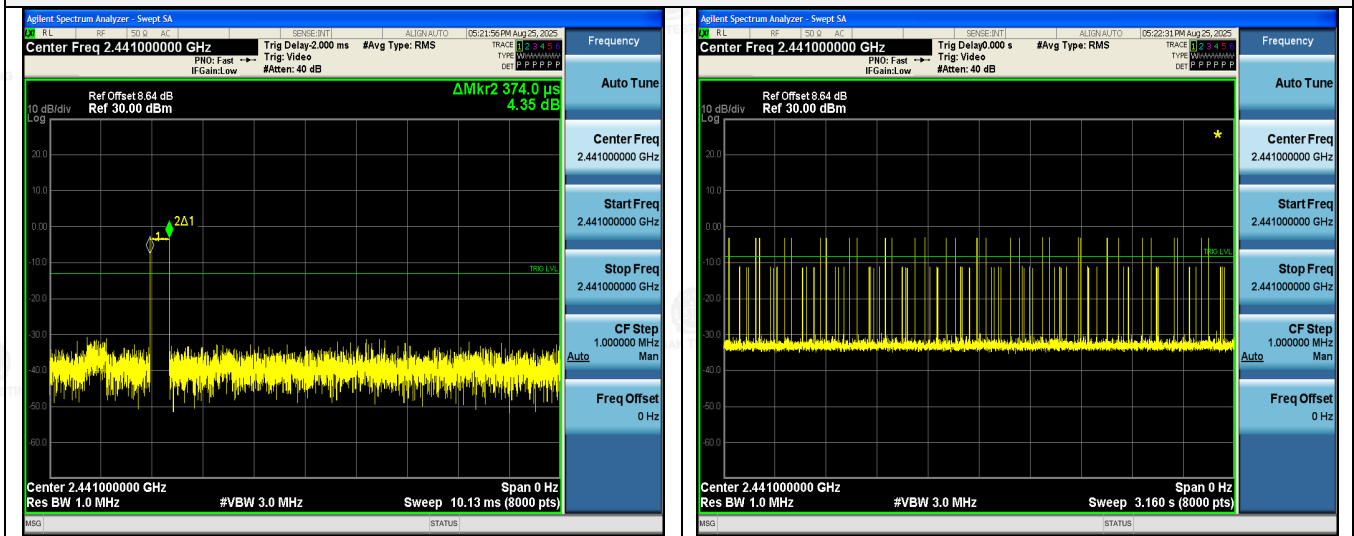 Agilent Spectrum Analyzer - Swept SA
RL RF 50 Ω AC SENSE:INT ALIGNAUTO 05:21:56 PM Aug 25, 2025
Center Freq 2.441000000 GHz
Trig Delay-2.000 ms #Avg Type: RMS
TRACE 1 2 3 4 5 6
PNO: Fast Trig: Video
TYPE WWWWWW
IFGain:Low #Atten: 40 dB
DET P P P P P P
ΔMkr2 374.0 µs
4.35 dB
Ref Offset 8.64 dB
10 dB/div Ref 30.00 dBm
Log
20.0
10.0
0.00
-10.0
-20.0
-30.0
-40.0
-50.0
-60.0
2Δ1
1
TRIG LVL
Center 2.441000000 GHz Span 0 Hz
Res BW 1.0 MHz #VBW 3.0 MHz Sweep 10.13 ms (8000 pts)
MSG STATUS
Frequency
Auto Tune
Center Freq
2.441000000 GHz
Start Freq
2.441000000 GHz
Stop Freq
2.441000000 GHz
CF Step
1.000000 MHz
Auto Man
Freq Offset
0 Hz
Agilent Spectrum Analyzer - Swept SA
RL RF 50 Ω AC SENSE:INT ALIGNAUTO 05:22:31 PM Aug 25, 2025
Center Freq 2.441000000 GHz
Trig Delay0.000 s #Avg Type: RMS
TRACE 1 2 3 4 5 6
PNO: Fast Trig: Video
TYPE WWWWWW
IFGain:Low #Atten: 40 dB
DET P P P P P P
Ref Offset 8.64 dB
10 dB/div Ref 30.00 dBm
Log
*
20.0
10.0
0.00
-10.0
-20.0
-30.0
-40.0
-50.0
-60.0
TRIG LVL
Center 2.441000000 GHz Span 0 Hz
Res BW 1.0 MHz #VBW 3.0 MHz Sweep 3.160 s (8000 pts)
MSG STATUS
Frequency
Auto Tune
Center Freq
2.441000000 GHz
Start Freq
2.441000000 GHz
Stop Freq
2.441000000 GHz
CF Step
1.000000 MHz
Auto Man
Freq Offset
0 Hz